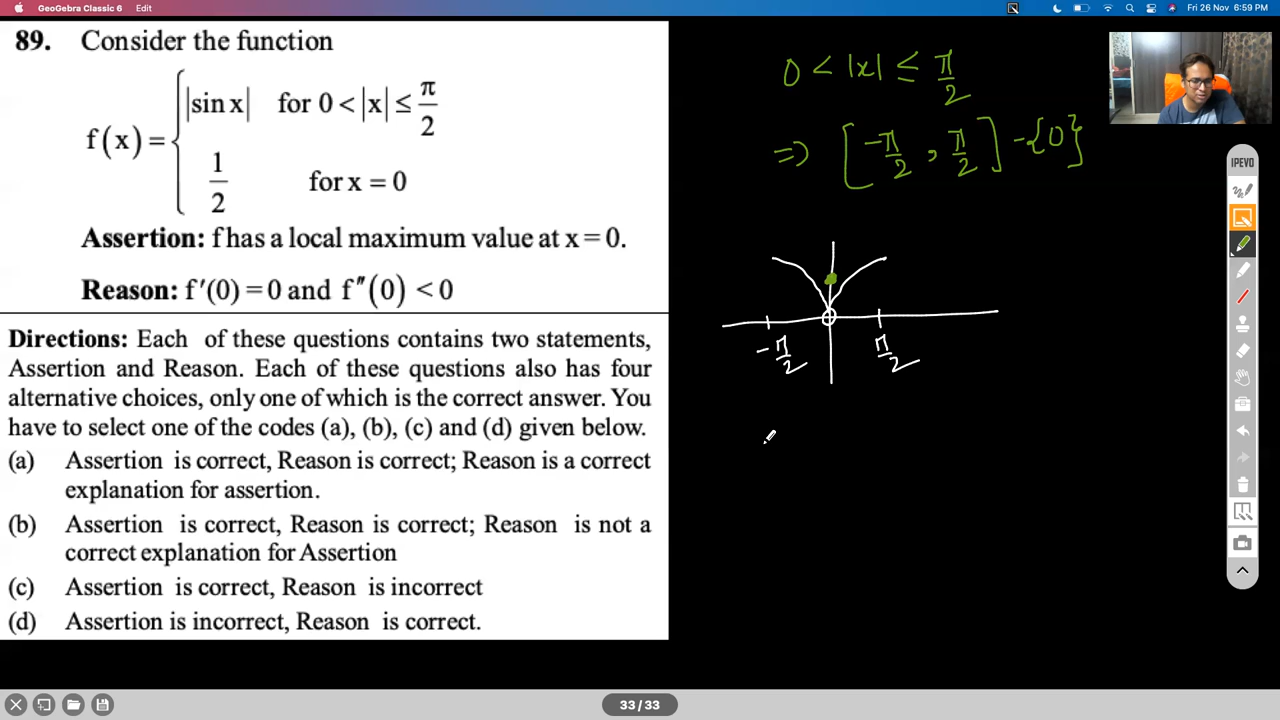 GeoGebra Classic 6 Edit
Fri 26 Nov 6:59 PM
89. Consider the function
f(x) = { |sin x| for 0 < |x| ≤ π/2
1/2 for x = 0
Assertion: f has a local maximum value at x = 0.
Reason: f′(0) = 0 and f″(0) < 0
Directions: Each of these questions contains two statements,
Assertion and Reason. Each of these questions also has four
alternative choices, only one of which is the correct answer. You
have to select one of the codes (a), (b), (c) and (d) given below.
(a) Assertion is correct, Reason is correct; Reason is a correct
explanation for assertion.
(b) Assertion is correct, Reason is correct; Reason is not a
correct explanation for Assertion
(c) Assertion is correct, Reason is incorrect
(d) Assertion is incorrect, Reason is correct.
0 < |x| ≤ π/2
=> [-π/2, π/2] - {0}
-π/2 π/2
IPEVO
33/33